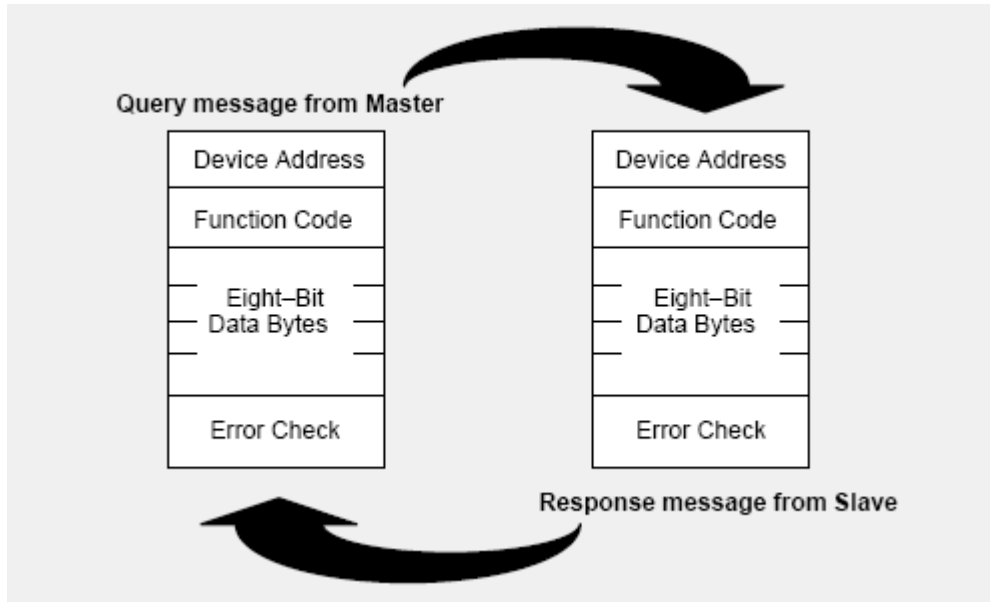 Query message from Master
Device Address
Function Code
Eight–Bit
Data Bytes
Error Check
Device Address
Function Code
Eight–Bit
Data Bytes
Error Check
Response message from Slave